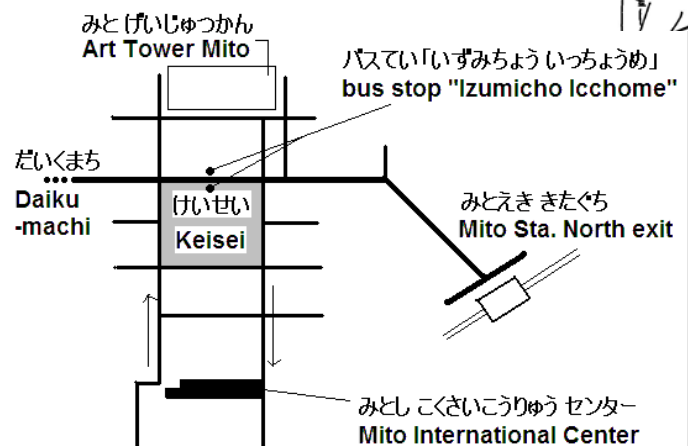 みと げいじゅつかん
Art Tower Mito
バスてい「いずみちょう いっちょうめ」
bus stop "Izumicho Icchome"
だいくまち
Daiku
-machi
けいせい
Keisei
みとえき きたぐち
Mito Sta. North exit
みとし こくさいこうりゅう センター
Mito International Center